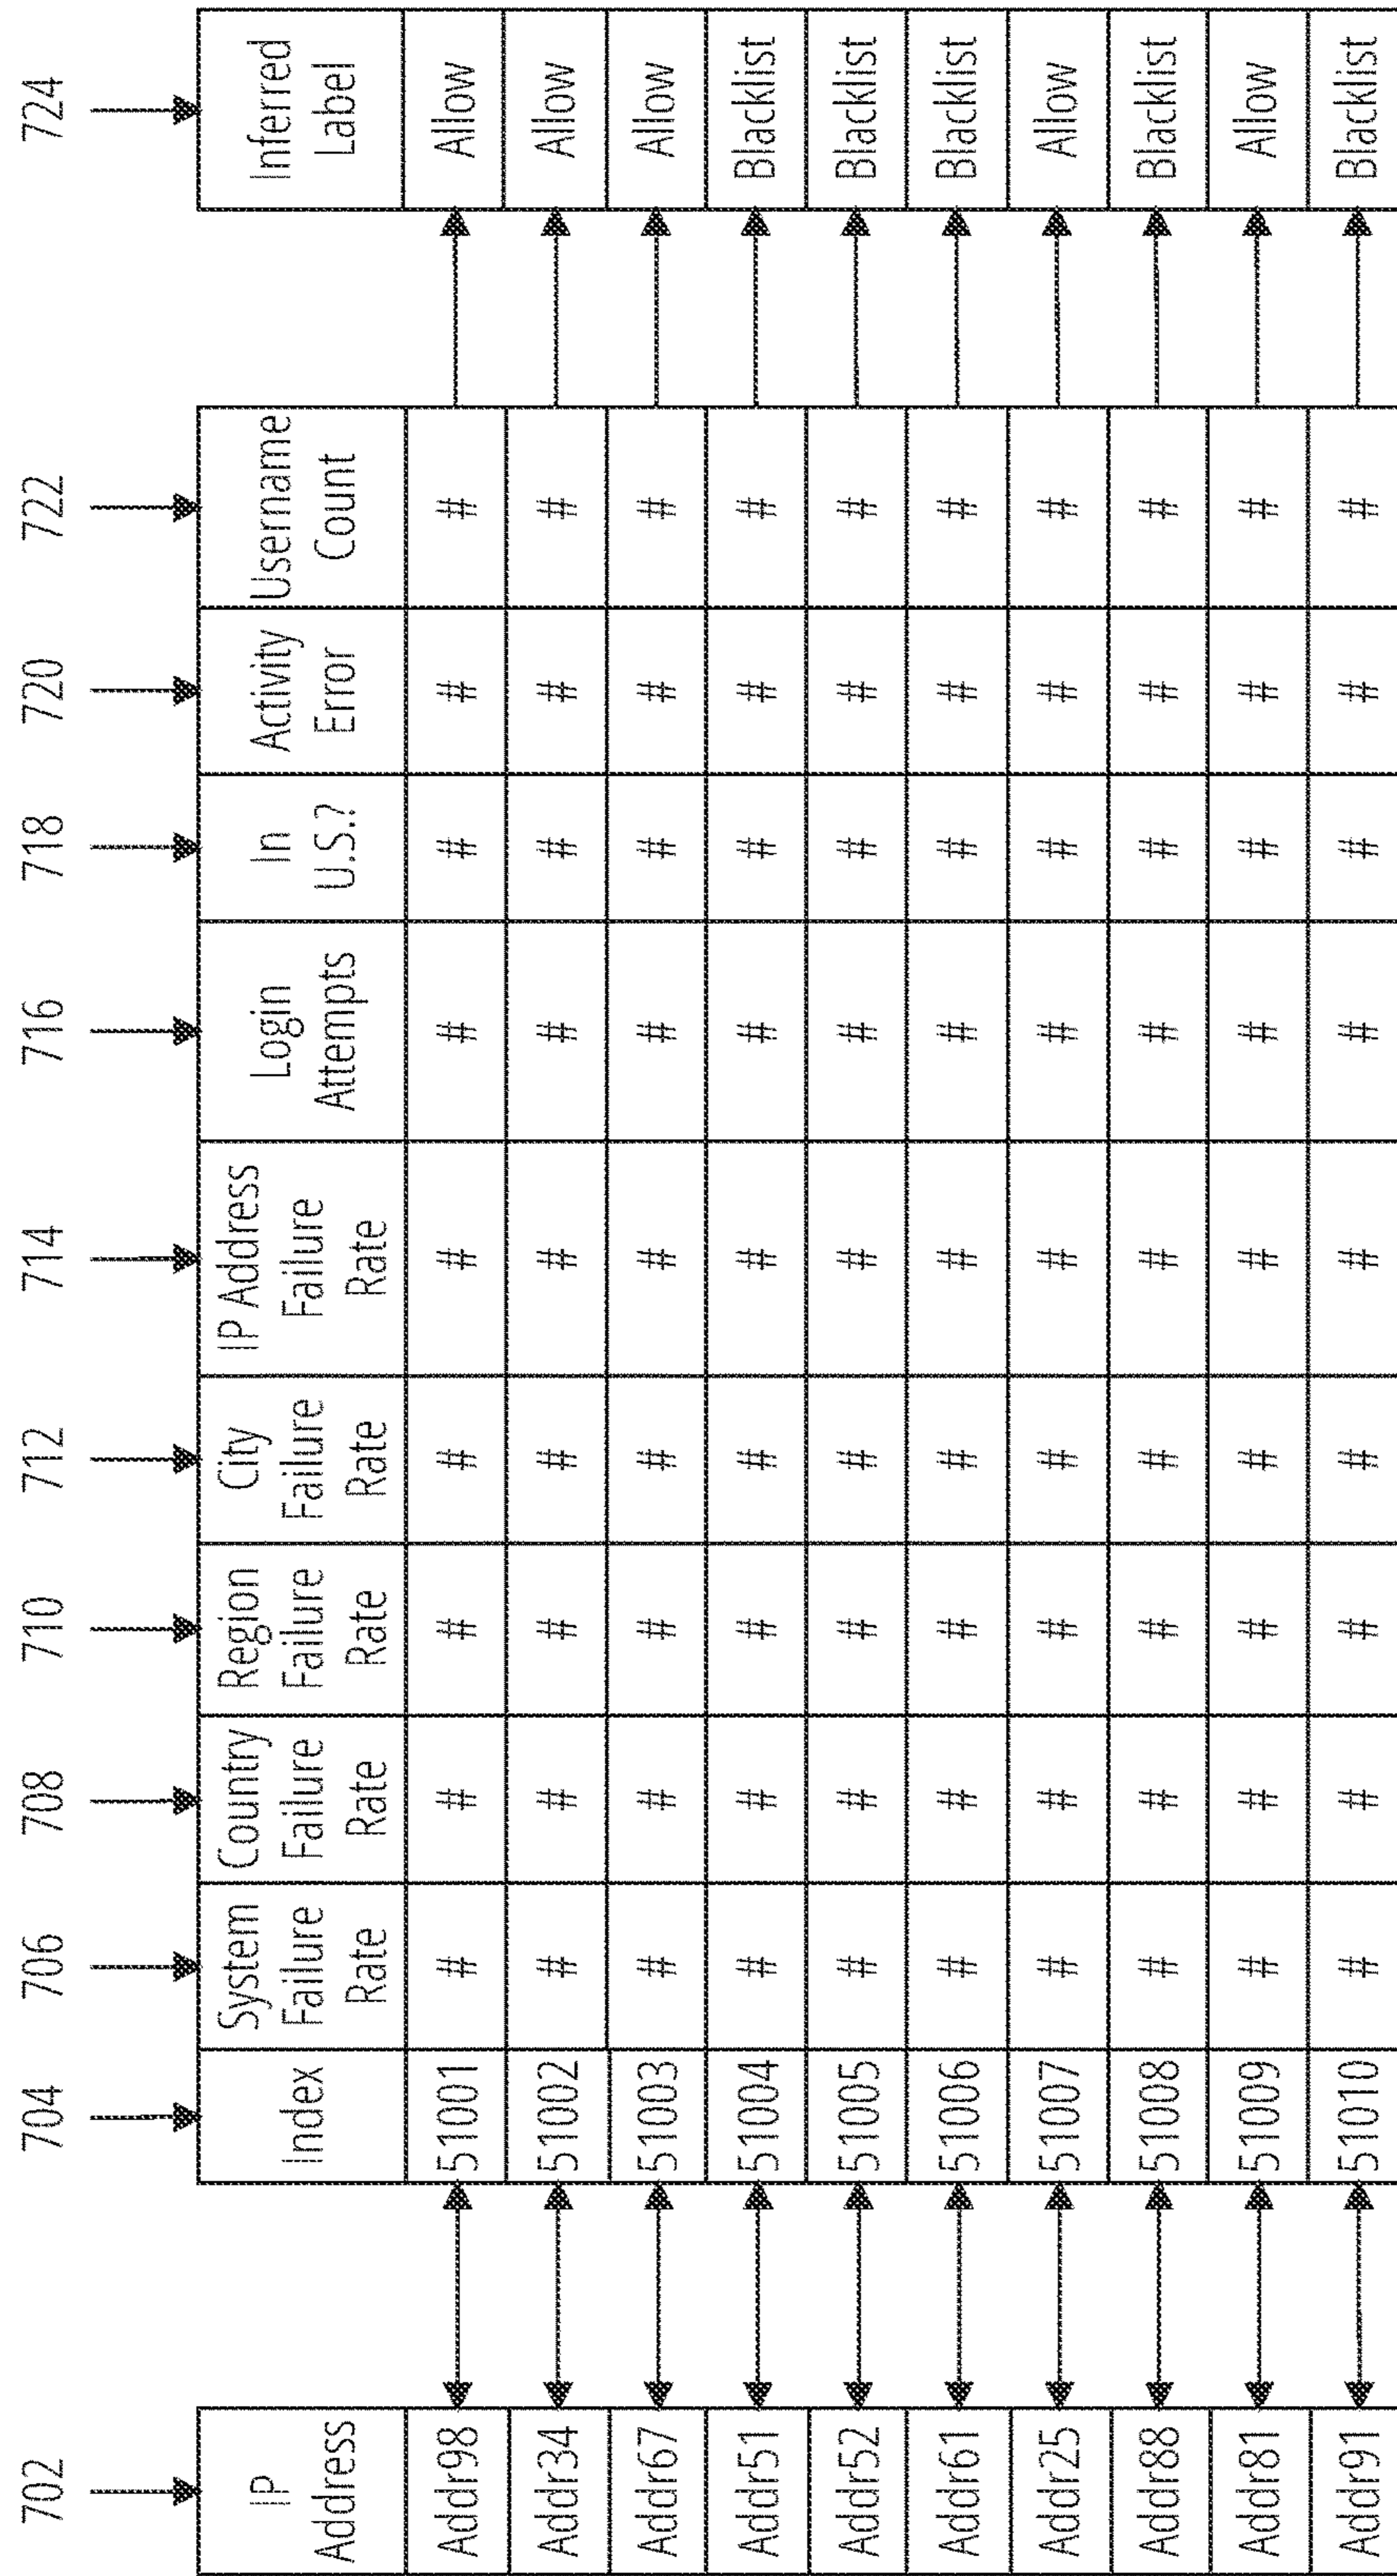 702 704 706 708 710 712 714 716 718 720 722 724
IP Address Index System Failure Rate Country Failure Rate Region Failure Rate City Failure Rate IP Address Failure Rate Login Attempts In U.S.? Activity Error Username Count Inferred Label
Addr98 51001 # # # # # # # # # Allow
Addr34 51002 # # # # # # # # # Allow
Addr67 51003 # # # # # # # # # Allow
Addr51 51004 # # # # # # # # # Blacklist
Addr52 51005 # # # # # # # # # Blacklist
Addr61 51006 # # # # # # # # # Blacklist
Addr25 51007 # # # # # # # # # Allow
Addr88 51008 # # # # # # # # # Blacklist
Addr81 51009 # # # # # # # # # Allow
Addr91 51010 # # # # # # # # # Blacklist